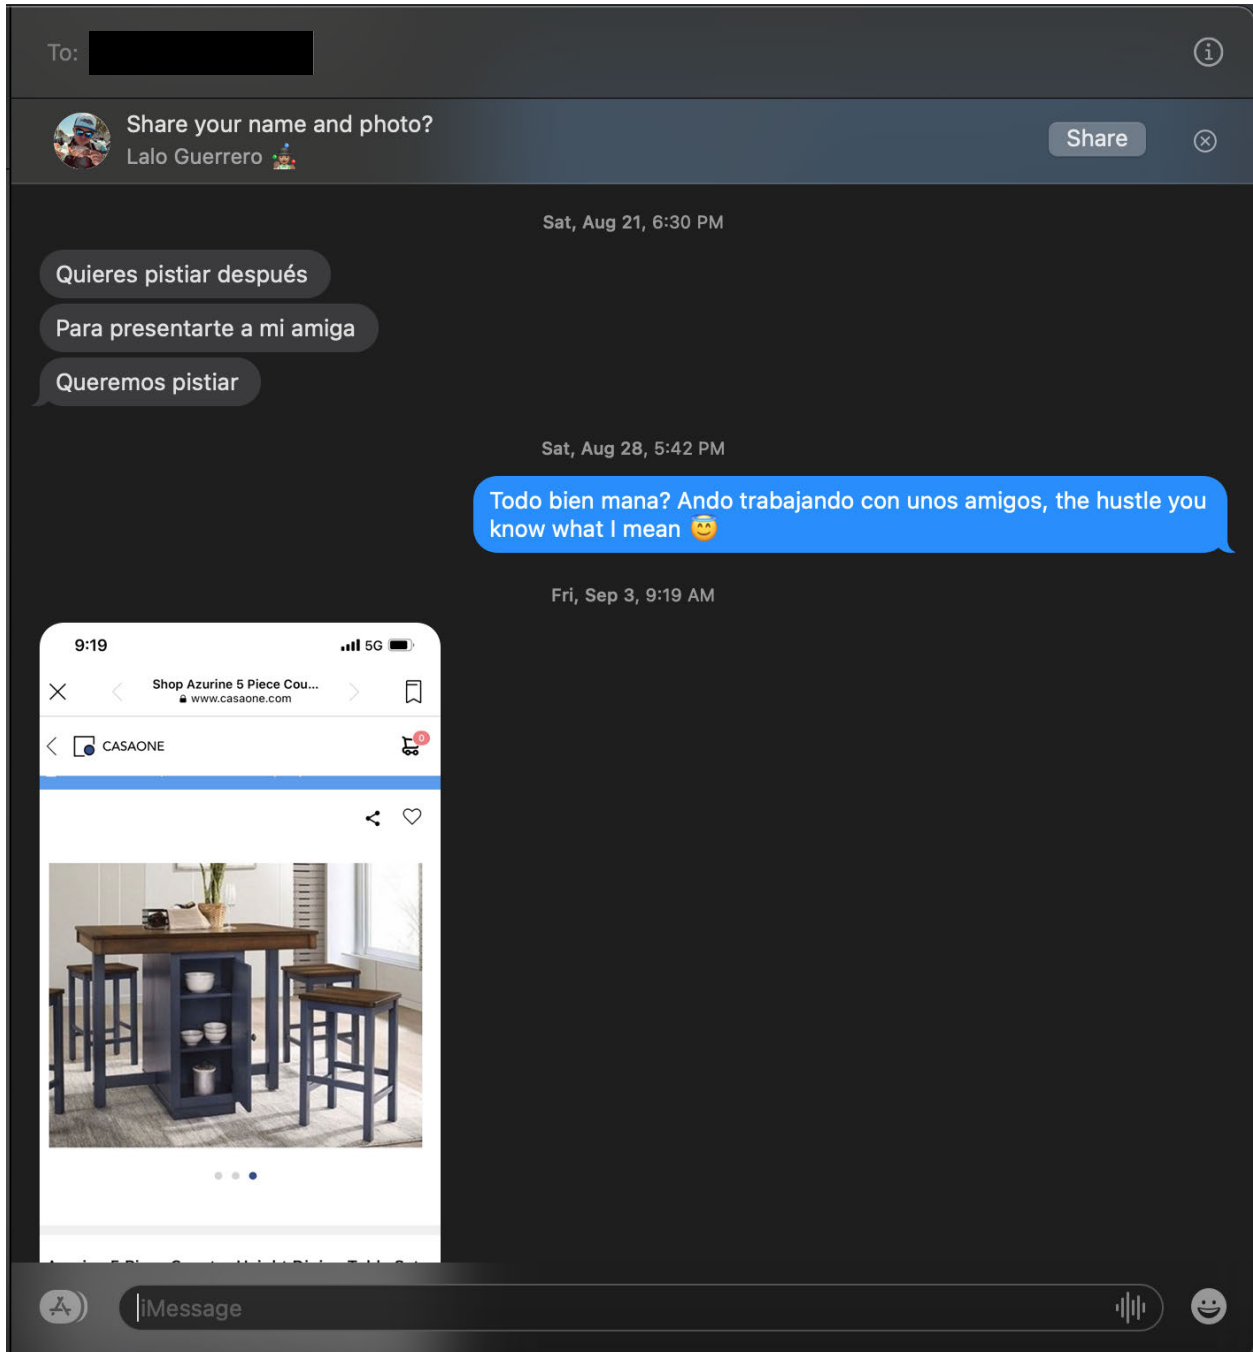 To:
Share your name and photo?
Lalo Guerrero
Share
Sat, Aug 21, 6:30 PM
Quieres pistiar después
Para presentarte a mi amiga
Queremos pistiar
Sat, Aug 28, 5:42 PM
Todo bien mana? Ando trabajando con unos amigos, the hustle you
know what I mean 😇
Fri, Sep 3, 9:19 AM
9:19
5G
Shop Azurine 5 Piece Cou...
www.casaone.com
CASAONE
0
iMessage